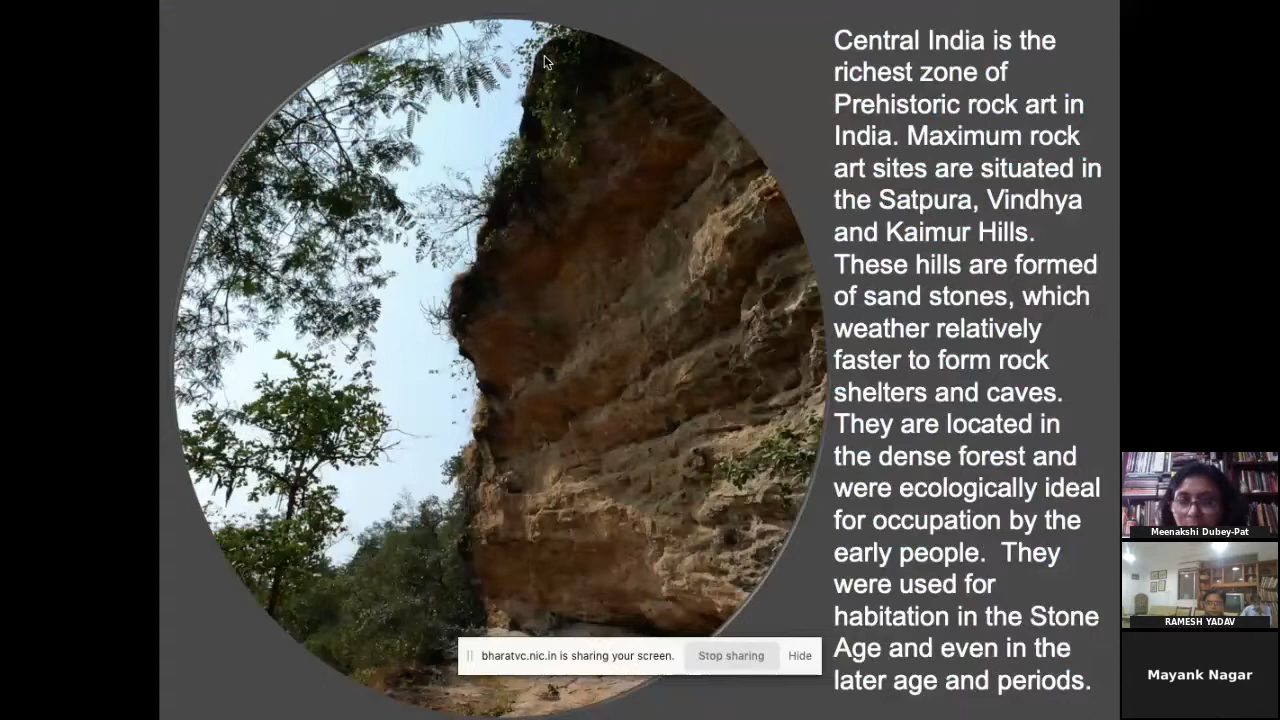 Central India is the
richest zone of
Prehistoric rock art in
India. Maximum rock
art sites are situated in
the Satpura, Vindhya
and Kaimur Hills.
These hills are formed
of sand stones, which
weather relatively
faster to form rock
shelters and caves.
They are located in
the dense forest and
were ecologically ideal
for occupation by the
early people.  They
were used for
habitation in the Stone
Age and even in the
later age and periods.
bharatvc.nic.in is sharing your screen. Stop sharing Hide
Meenakshi Dubey-Pat
RAMESH YADAV
Mayank Nagar